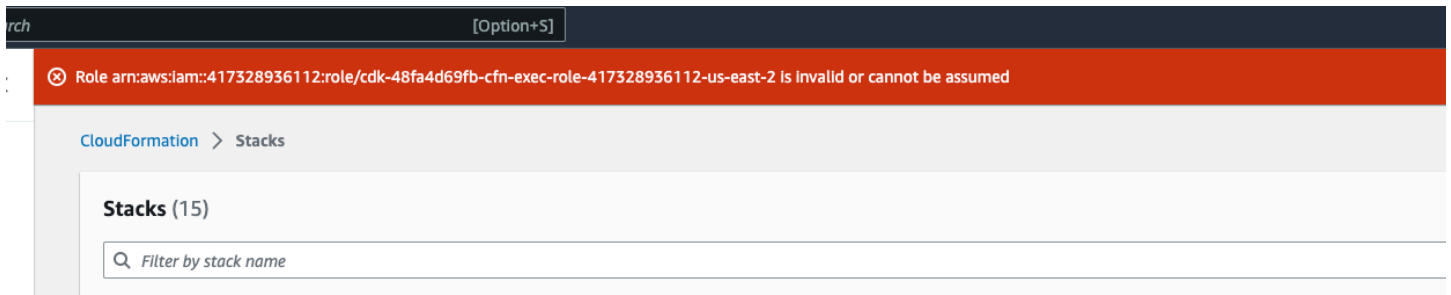 [Option+S]
Role arn:aws:iam::417328936112:role/cdk-48fa4d69fb-cfn-exec-role-417328936112-us-east-2 is invalid or cannot be assumed
CloudFormation > Stacks
Stacks (15)
Filter by stack name